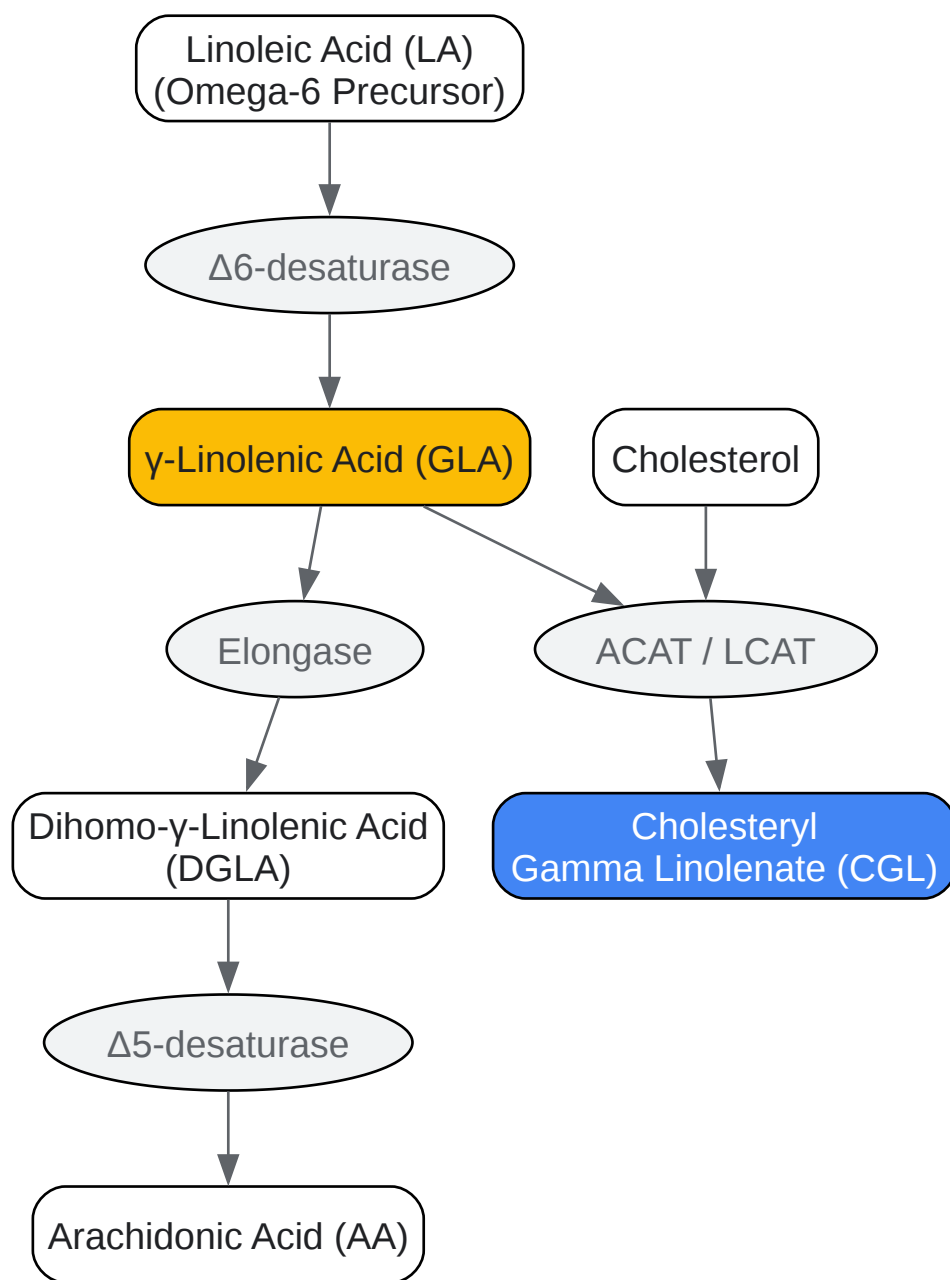 Linoleic Acid (LA)
(Omega-6 Precursor)
Δ6-desaturase
γ-Linolenic Acid (GLA)
Cholesterol
Elongase
ACAT / LCAT
Dihomo-γ-Linolenic Acid
(DGLA)
Cholesteryl
Gamma Linolenate (CGL)
Δ5-desaturase
Arachidonic Acid (AA)